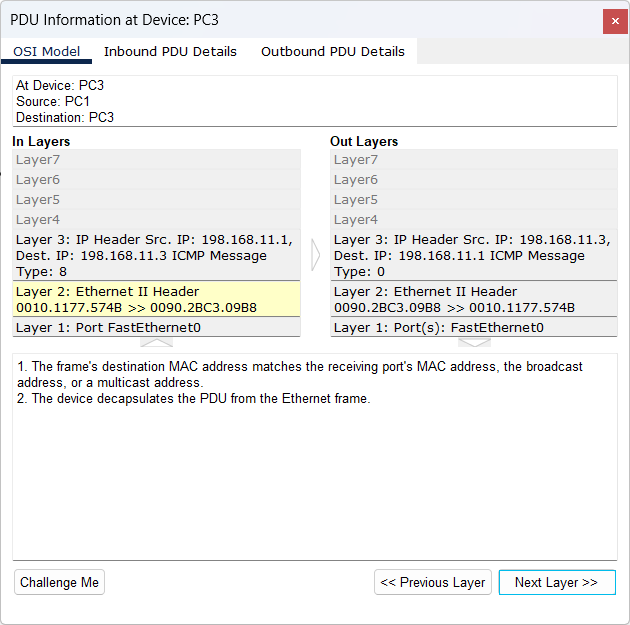 PDU Information at Device: PC3
×
OSI Model
Inbound PDU Details
Outbound PDU Details
At Device: PC3
Source: PC1
Destination: PC3
In Layers
Layer7
Layer6
Layer5
Layer4
Layer 3: IP Header Src. IP: 198.168.11.1,
Dest. IP: 198.168.11.3 ICMP Message
Type: 8
Layer 2: Ethernet II Header
0010.1177.574B >> 0090.2BC3.09B8
Layer 1: Port FastEthernet0
Out Layers
Layer7
Layer6
Layer5
Layer4
Layer 3: IP Header Src. IP: 198.168.11.3,
Dest. IP: 198.168.11.1 ICMP Message
Type: 0
Layer 2: Ethernet II Header
0090.2BC3.09B8 >> 0010.1177.574B
Layer 1: Port(s): FastEthernet0
1. The frame's destination MAC address matches the receiving port's MAC address, the broadcast
address, or a multicast address.
2. The device decapsulates the PDU from the Ethernet frame.
Challenge Me
<< Previous Layer
Next Layer >>